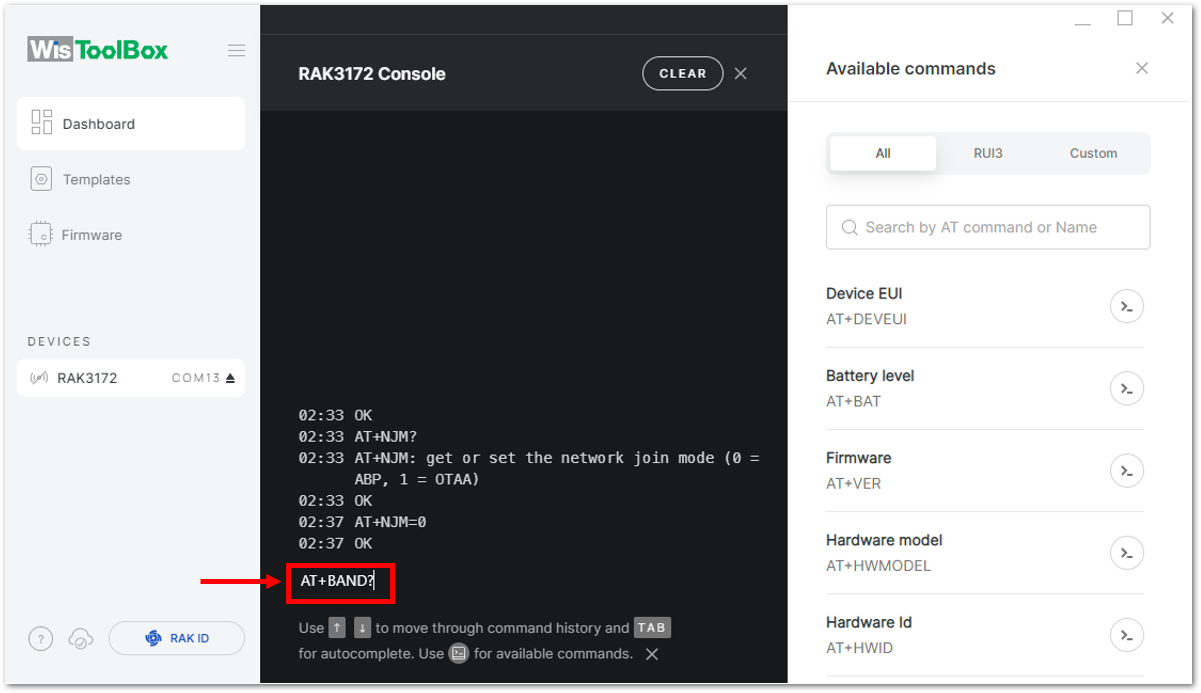 WisToolBox
Dashboard
Templates
Firmware
DEVICES
RAK3172 COM13
? RAK ID
RAK3172 Console
CLEAR
02:33 OK
02:33 AT+NJM?
02:33 AT+NJM: get or set the network join mode (0 =
ABP, 1 = OTAA)
02:33 OK
02:37 AT+NJM=0
02:37 OK
AT+BAND?
Use ↑ ↓ to move through command history and TAB
for autocomplete. Use for available commands.
Available commands
All RUI3 Custom
Search by AT command or Name
Device EUI
AT+DEVEUI
Battery level
AT+BAT
Firmware
AT+VER
Hardware model
AT+HWMODEL
Hardware Id
AT+HWID